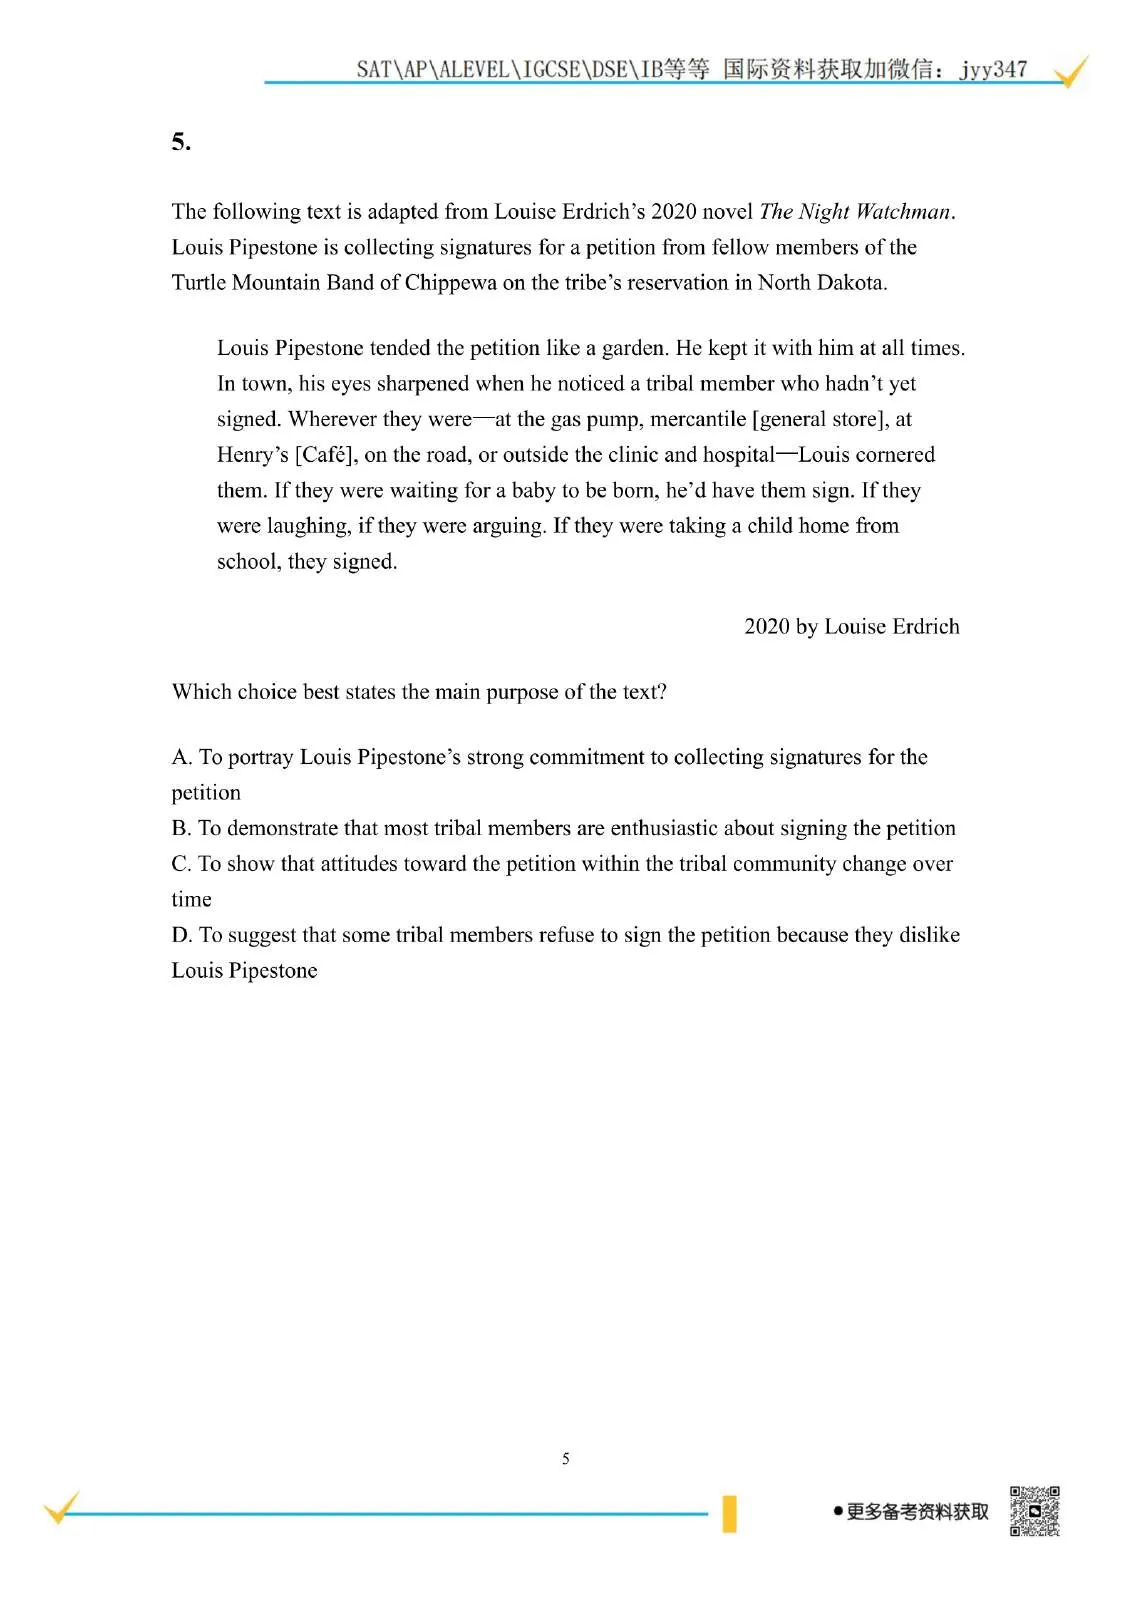 SAT\AP\ALEVEL\IGCSE\DSE\IB等等 国际资料获取加微信：jyy347
5.
The following text is adapted from Louise Erdrich’s 2020 novel The Night Watchman.
Louis Pipestone is collecting signatures for a petition from fellow members of the
Turtle Mountain Band of Chippewa on the tribe’s reservation in North Dakota.
Louis Pipestone tended the petition like a garden. He kept it with him at all times.
In town, his eyes sharpened when he noticed a tribal member who hadn’t yet
signed. Wherever they were—at the gas pump, mercantile [general store], at
Henry’s [Café], on the road, or outside the clinic and hospital—Louis cornered
them. If they were waiting for a baby to be born, he’d have them sign. If they
were laughing, if they were arguing. If they were taking a child home from
school, they signed.
2020 by Louise Erdrich
Which choice best states the main purpose of the text?
A. To portray Louis Pipestone’s strong commitment to collecting signatures for the
petition
B. To demonstrate that most tribal members are enthusiastic about signing the petition
C. To show that attitudes toward the petition within the tribal community change over
time
D. To suggest that some tribal members refuse to sign the petition because they dislike
Louis Pipestone
5
●更多备考资料获取